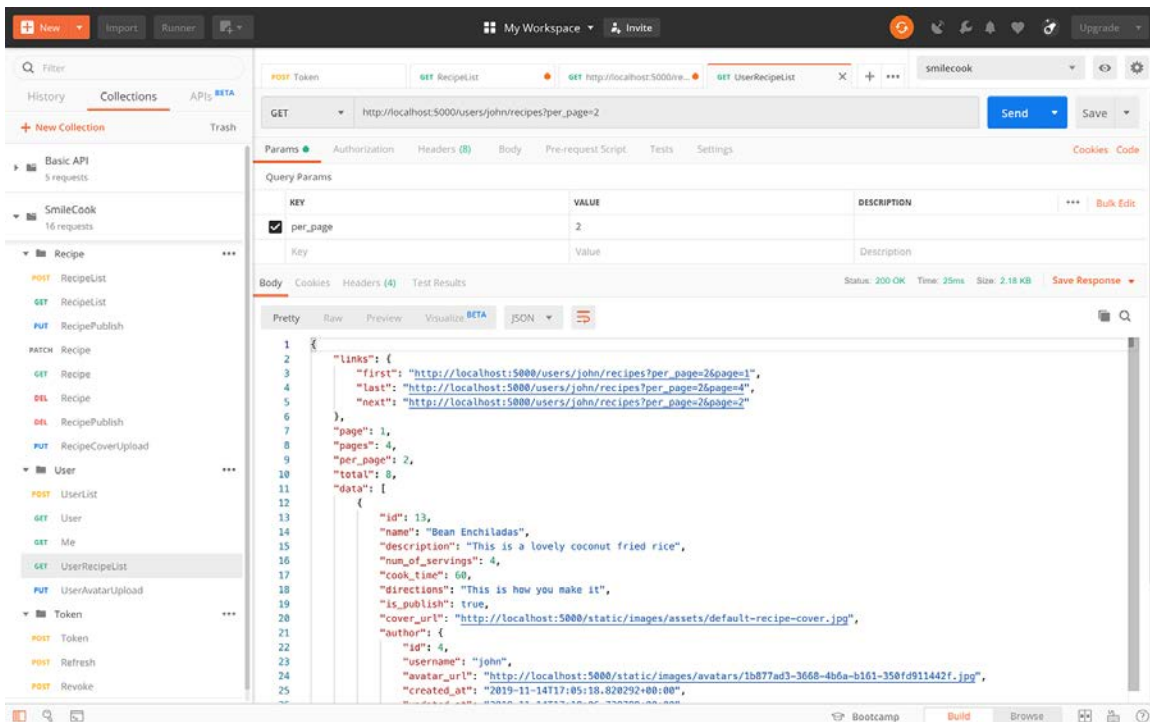 New Import Runner My Workspace Invite Upgrade
Filter
History Collections APIs BETA
+ New Collection Trash
Basic API
5 requests
SmileCook
16 requests
Recipe
POST RecipeList
GET RecipeList
PUT RecipePublish
PATCH Recipe
GET Recipe
DEL Recipe
DEL RecipePublish
PUT RecipeCoverUpload
User
POST UserList
GET User
GET Me
GET UserRecipeList
PUT UserAvatarUpload
Token
POST Token
POST Refresh
POST Revoke
POST Token GET RecipeList GET http://localhost:5000/re... GET UserRecipeList smilecook
GET http://localhost:5000/users/john/recipes?per_page=2 Send Save
Params Authorization Headers (8) Body Pre-request Script Tests Settings Cookies Code
Query Params
KEY VALUE DESCRIPTION Bulk Edit
per_page 2
Key Value Description
Body Cookies Headers (4) Test Results Status: 200 OK Time: 25ms Size: 2.18 KB Save Response
Pretty Raw Preview Visualize BETA JSON
1 {
2 "links": {
3 "first": "http://localhost:5000/users/john/recipes?per_page=2&page=1",
4 "last": "http://localhost:5000/users/john/recipes?per_page=2&page=4",
5 "next": "http://localhost:5000/users/john/recipes?per_page=2&page=2"
6 },
7 "page": 1,
8 "pages": 4,
9 "per_page": 2,
10 "total": 8,
11 "data": [
12 {
13 "id": 13,
14 "name": "Bean Enchiladas",
15 "description": "This is a lovely coconut fried rice",
16 "num_of_servings": 4,
17 "cook_time": 60,
18 "directions": "This is how you make it",
19 "is_publish": true,
20 "cover_url": "http://localhost:5000/static/images/assets/default-recipe-cover.jpg",
21 "author": {
22 "id": 4,
23 "username": "john",
24 "avatar_url": "http://localhost:5000/static/images/avatars/1b877ad3-3668-4b6a-b161-350fd911442f.jpg",
25 "created_at": "2019-11-14T17:05:18.820292+00:00",
Bootcamp Build Browse